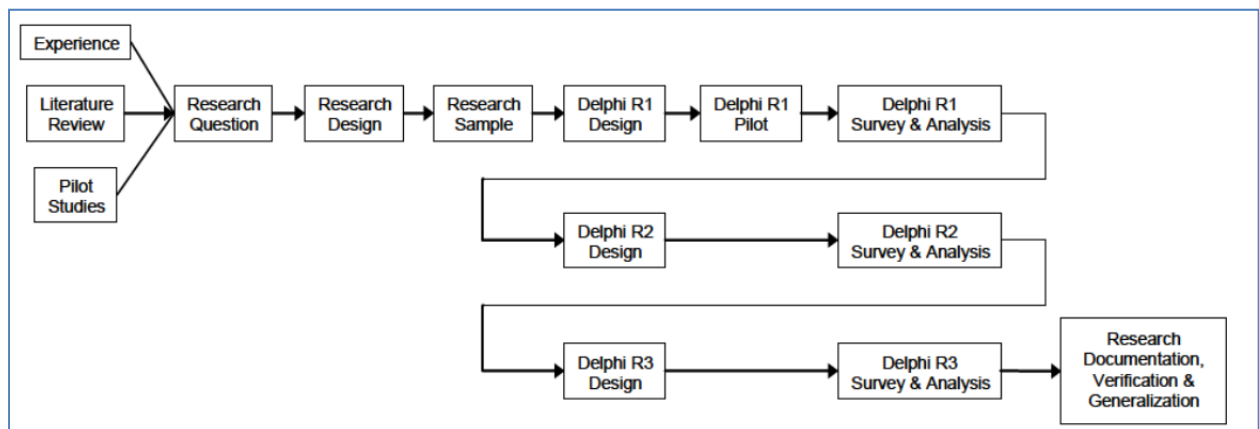 Experience
Literature
Review
Pilot
Studies
Research
Question
Research
Design
Research
Sample
Delphi R1
Design
Delphi R1
Pilot
Delphi R1
Survey & Analysis
Delphi R2
Design
Delphi R2
Survey & Analysis
Delphi R3
Design
Delphi R3
Survey & Analysis
Research
Documentation,
Verification &
Generalization